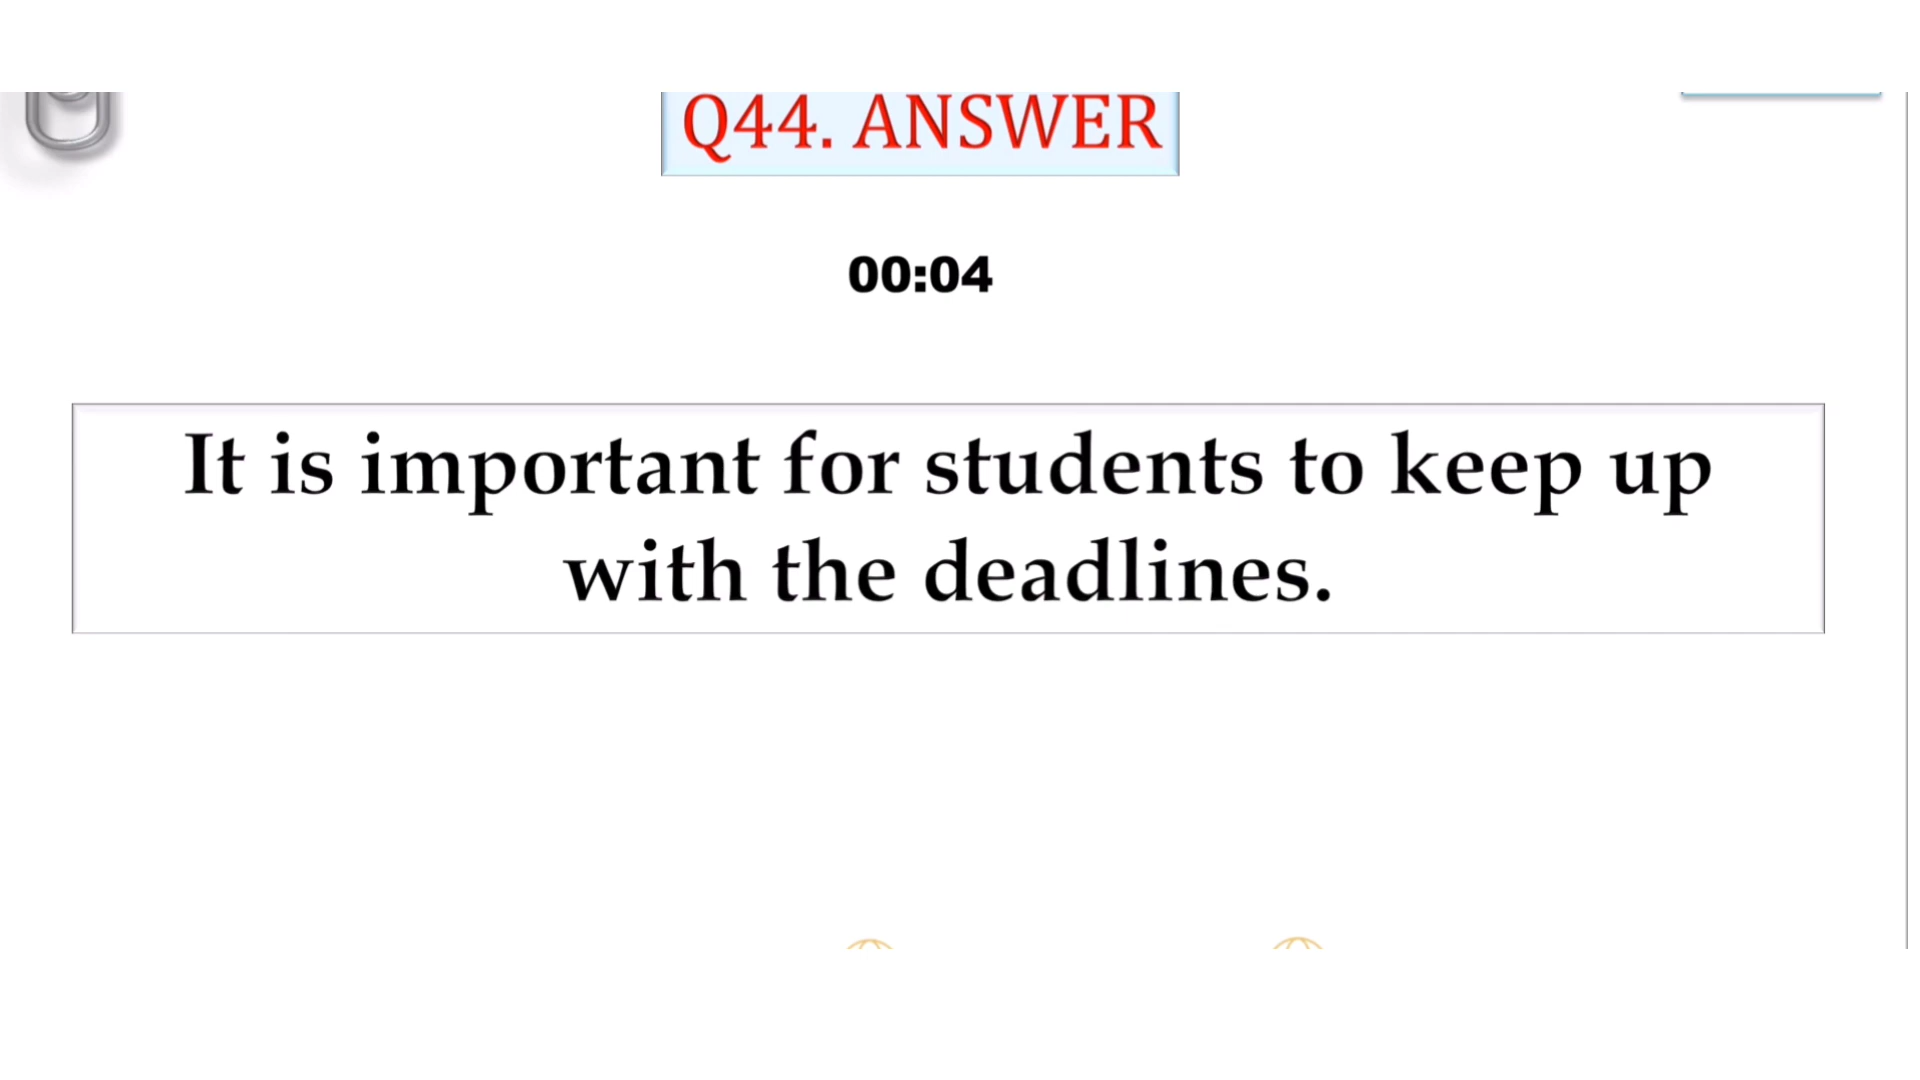 Q44. ANSWER
00:04
It is important for students to keep up
with the deadlines.